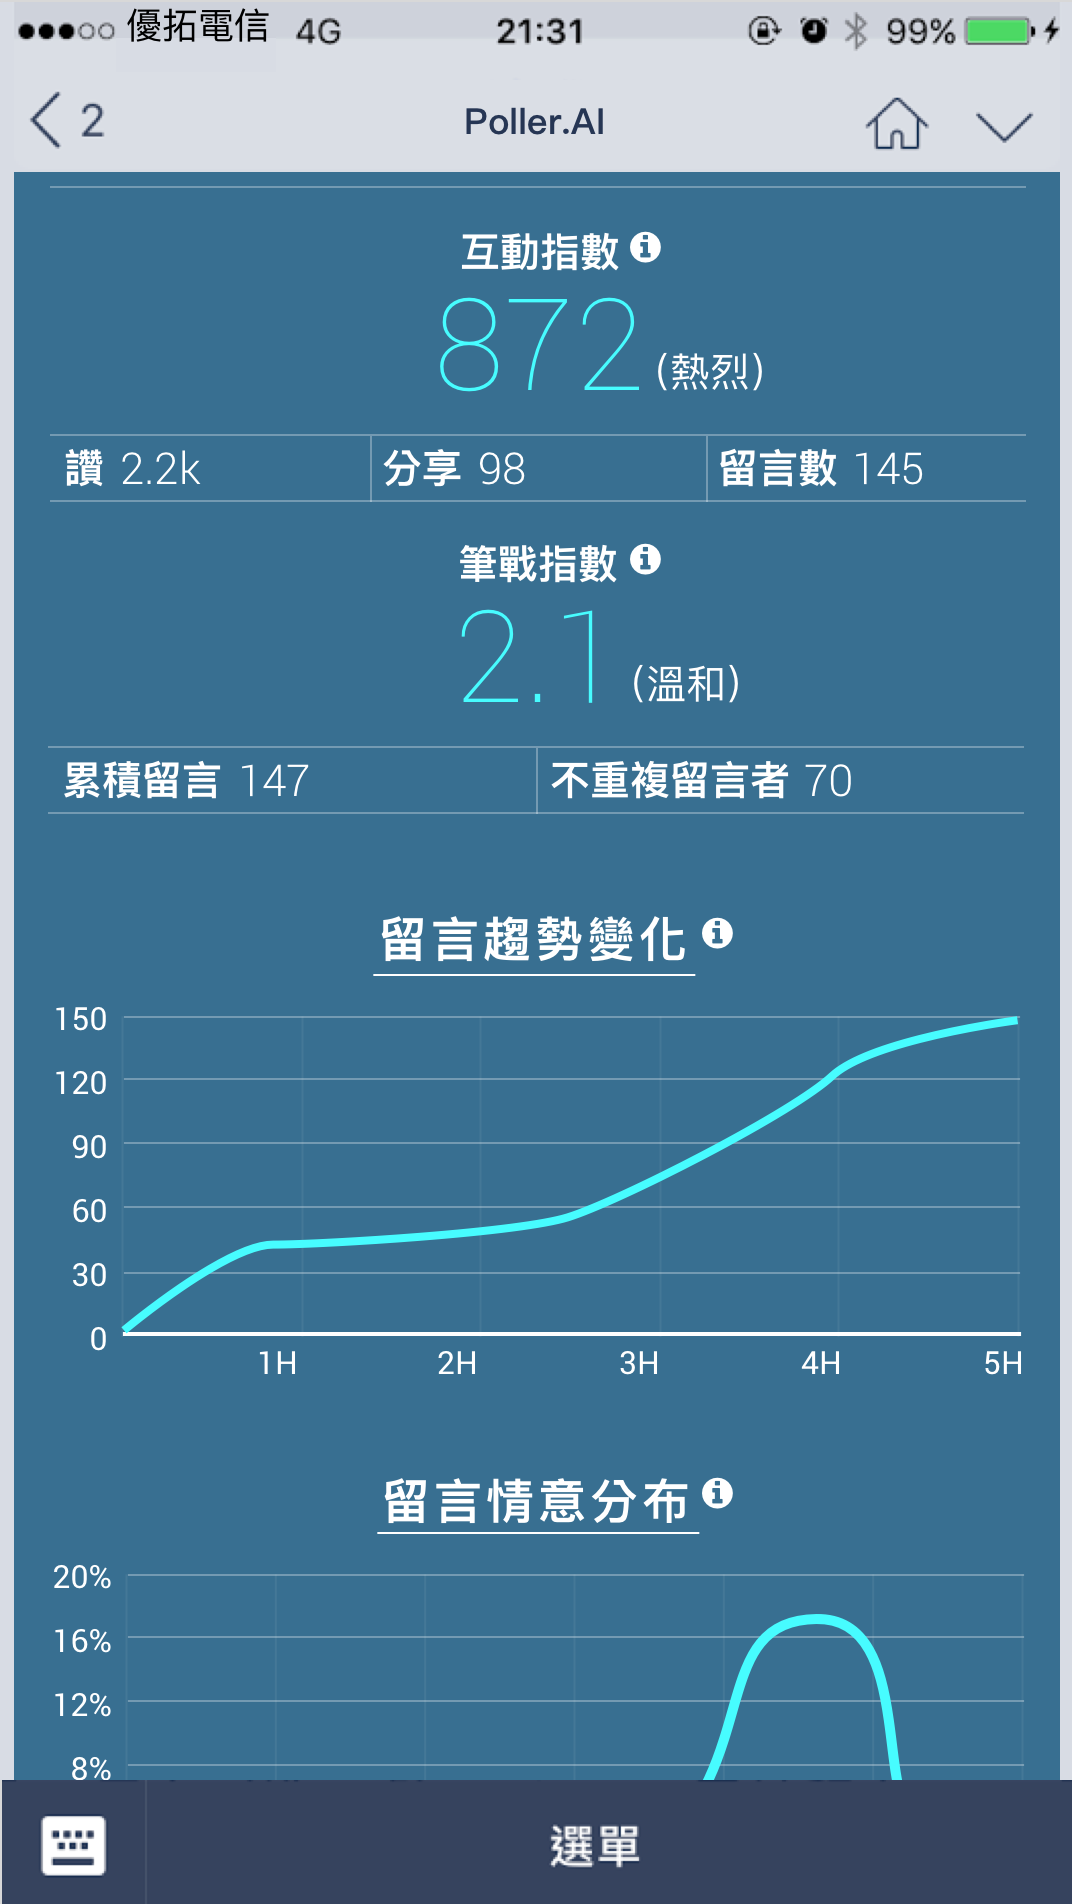 優拓電信 4G 21:31 99%
2 Poller.AI
互動指數
872 (熱烈)
讚 2.2k 分享 98 留言數 145
筆戰指數
2.1 (溫和)
累積留言 147 不重複留言者 70
留言趨勢變化
150
120
90
60
30
0
1H 2H 3H 4H 5H
留言情意分布
20%
16%
12%
8%
選單